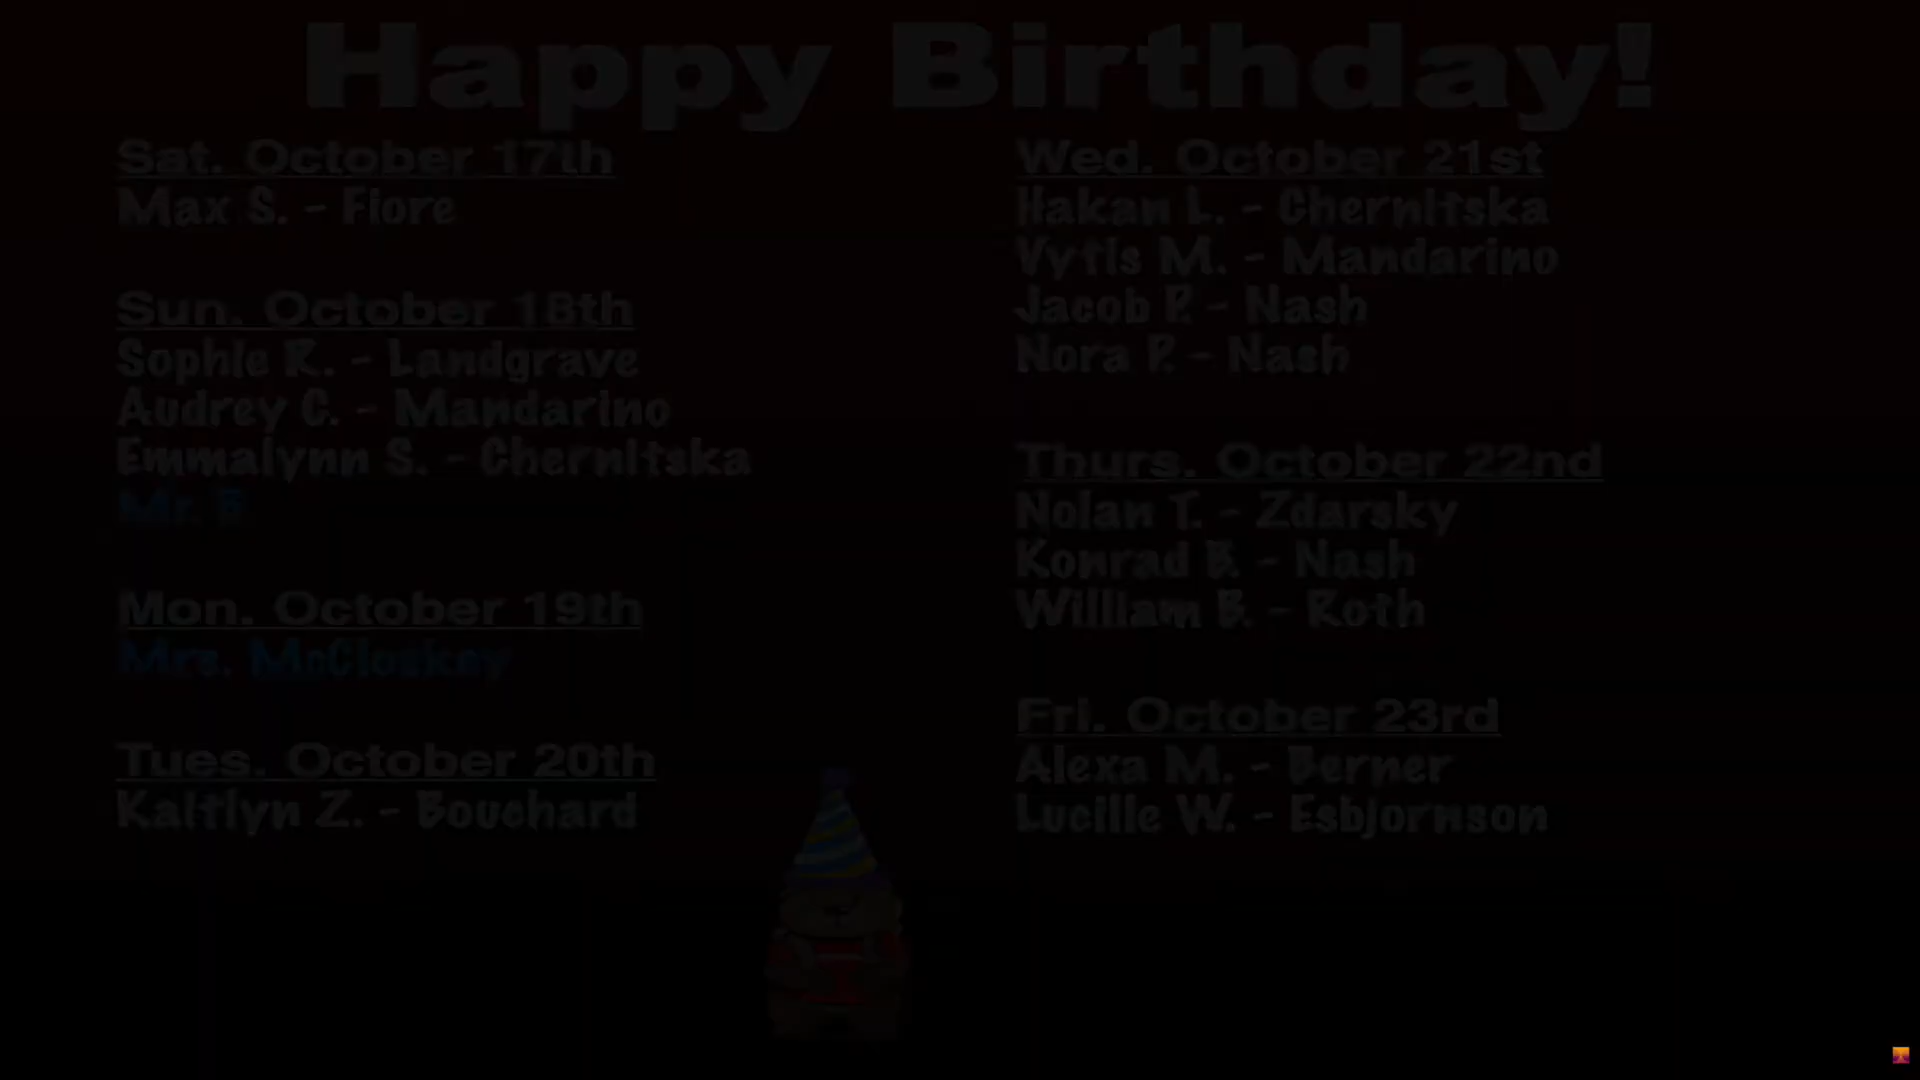 Happy Birthday!
Sat. October 17th
Max S. - Fiore
Sun. October 18th
Sophie R. - Landgrave
Audrey C. - Mandarino
Emmalynn S. - Chernitska
Mr. B
Mon. October 19th
Mrs. McCloskey
Tues. October 20th
Kaitlyn Z. - Bouchard
Wed. October 21st
Hakan L. - Chernitska
Vytis M. - Mandarino
Jacob P. - Nash
Nora P. - Nash
Thurs. October 22nd
Nolan T. - Zdarsky
Konrad B. - Nash
William B. - Roth
Fri. October 23rd
Alexa M. - Berner
Lucille W. - Esbjornson